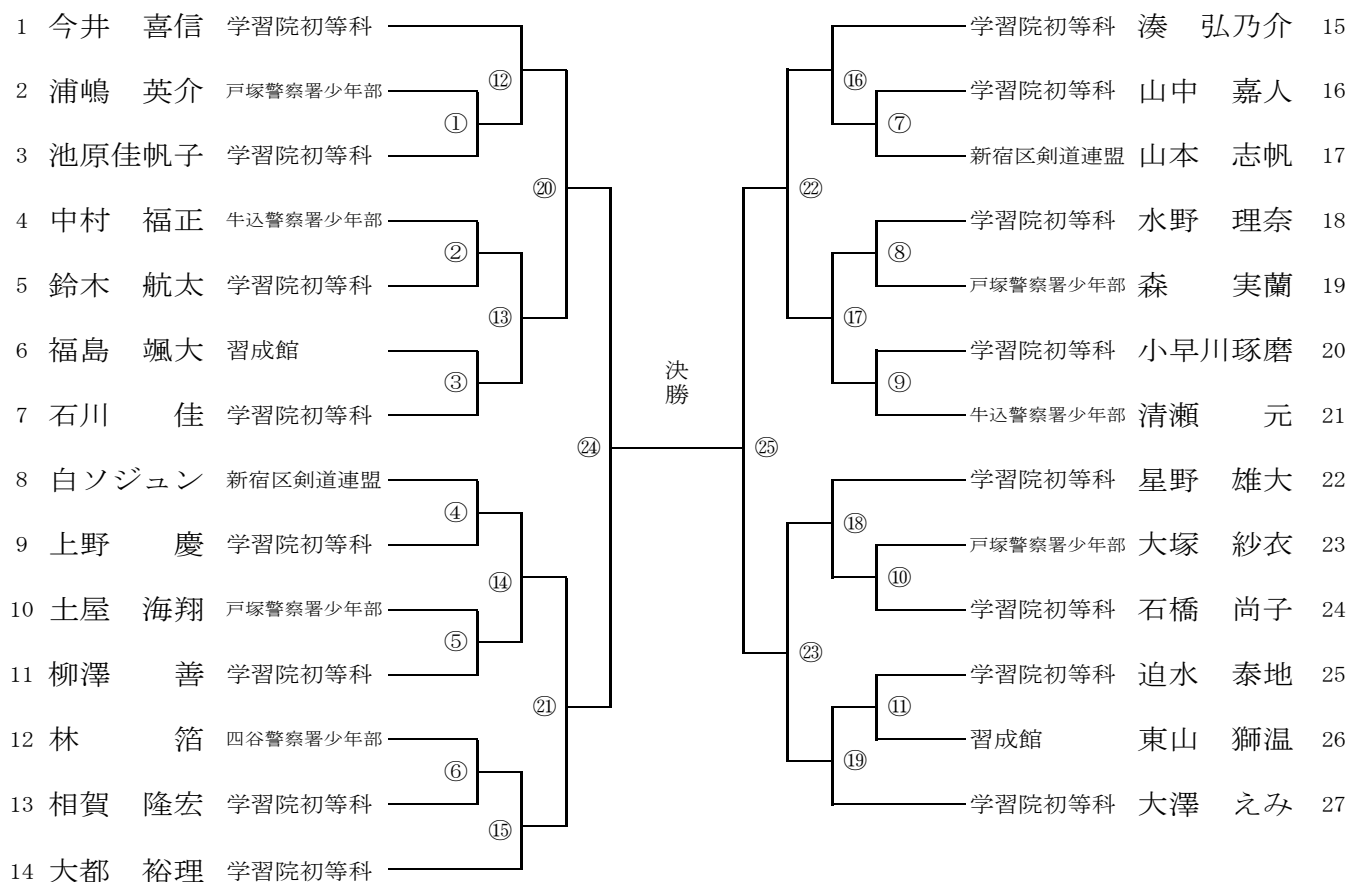 1 今井 喜信 学習院初等科
2 浦嶋 英介 戸塚警察署少年部
3 池原佳帆子 学習院初等科
4 中村 福正 牛込警察署少年部
5 鈴木 航太 学習院初等科
6 福島 颯大 習成館
7 石川 佳 学習院初等科
8 白ソジュン 新宿区剣道連盟
9 上野 慶 学習院初等科
10 土屋 海翔 戸塚警察署少年部
11 柳澤 善 学習院初等科
12 林 箔 四谷警察署少年部
13 相賀 隆宏 学習院初等科
14 大都 裕理 学習院初等科
⑫
①
⑳
②
⑬
③
㉔
④
⑭
⑤
㉑
⑥
⑮
決勝
⑯
⑦
㉒
⑧
⑰
⑨
㉕
⑱
⑩
㉓
⑪
⑲
学習院初等科 湊 弘乃介 15
学習院初等科 山中 嘉人 16
新宿区剣道連盟 山本 志帆 17
学習院初等科 水野 理奈 18
戸塚警察署少年部 森 実蘭 19
学習院初等科 小早川琢磨 20
牛込警察署少年部 清瀬 元 21
学習院初等科 星野 雄大 22
戸塚警察署少年部 大塚 紗衣 23
学習院初等科 石橋 尚子 24
学習院初等科 迫水 泰地 25
習成館 東山 獅温 26
学習院初等科 大澤 えみ 27